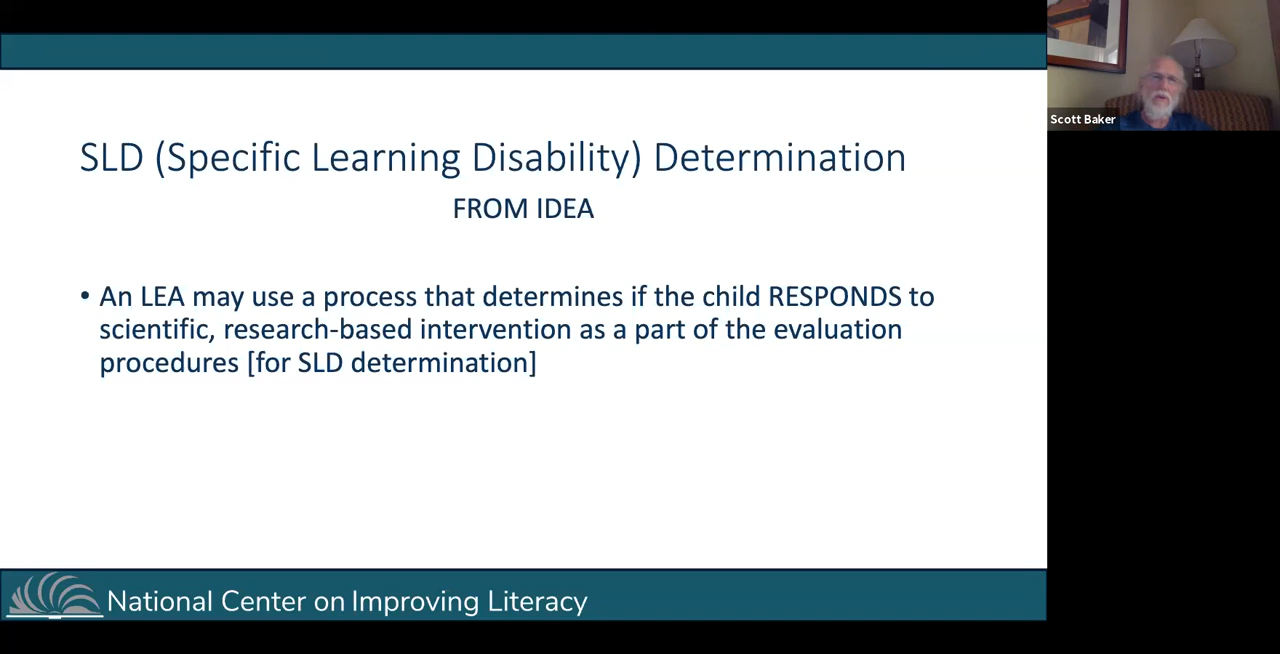 SLD (Specific Learning Disability) Determination
FROM IDEA
• An LEA may use a process that determines if the child RESPONDS to
scientific, research-based intervention as a part of the evaluation
procedures [for SLD determination]
National Center on Improving Literacy
Scott Baker